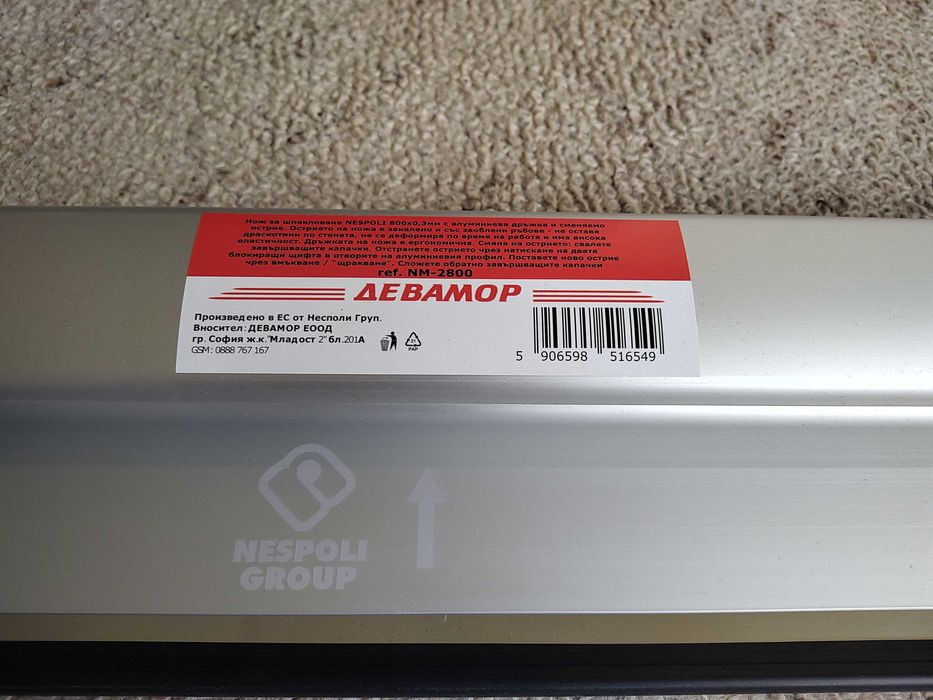 Нож за шпакловане NESPOLI 800x0,3мм с алуминиева дръжка и сменяемо
острие. Острието на ножа в закалено и със звоблени ръбове - не оставя
драскотини по стената, не се деформира по време на работа и има висока
еластичност. Дръжката на ножа е ергономична. Смяна на острието: свалете
завършващите капачки. Отстранете острието чрез натискане на двата
блокиращи щифта в отворите на алуминиевия профил. Поставете ново острие
чрез вмъкване / "щракване". Сложете обратно завършващите капачки
ref. NM-2800
ДЕВАМОР
Произведено в ЕС от Несполи Груп.
Вносител: ДЕВАМОР ЕООД
гр. София ж.к."Младост 2" бл.201А
GSM: 0888 767 167
21
PAP
5 906598 516549
NESPOLI
GROUP